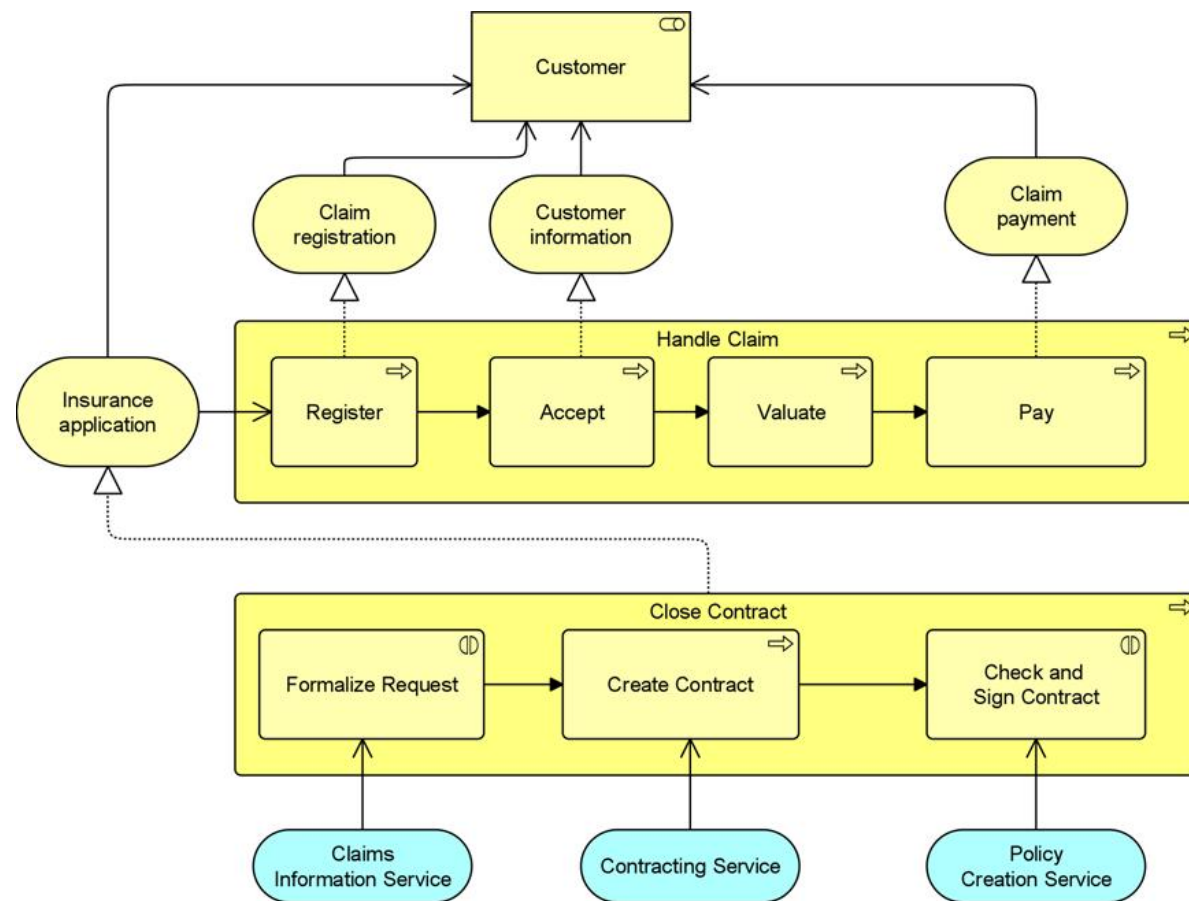 Customer
Claim
registration
Customer
information
Claim
payment
Handle Claim
Insurance
application
Register
Accept
Valuate
Pay
Close Contract
Formalize Request
Create Contract
Check and
Sign Contract
Claims
Information Service
Contracting Service
Policy
Creation Service